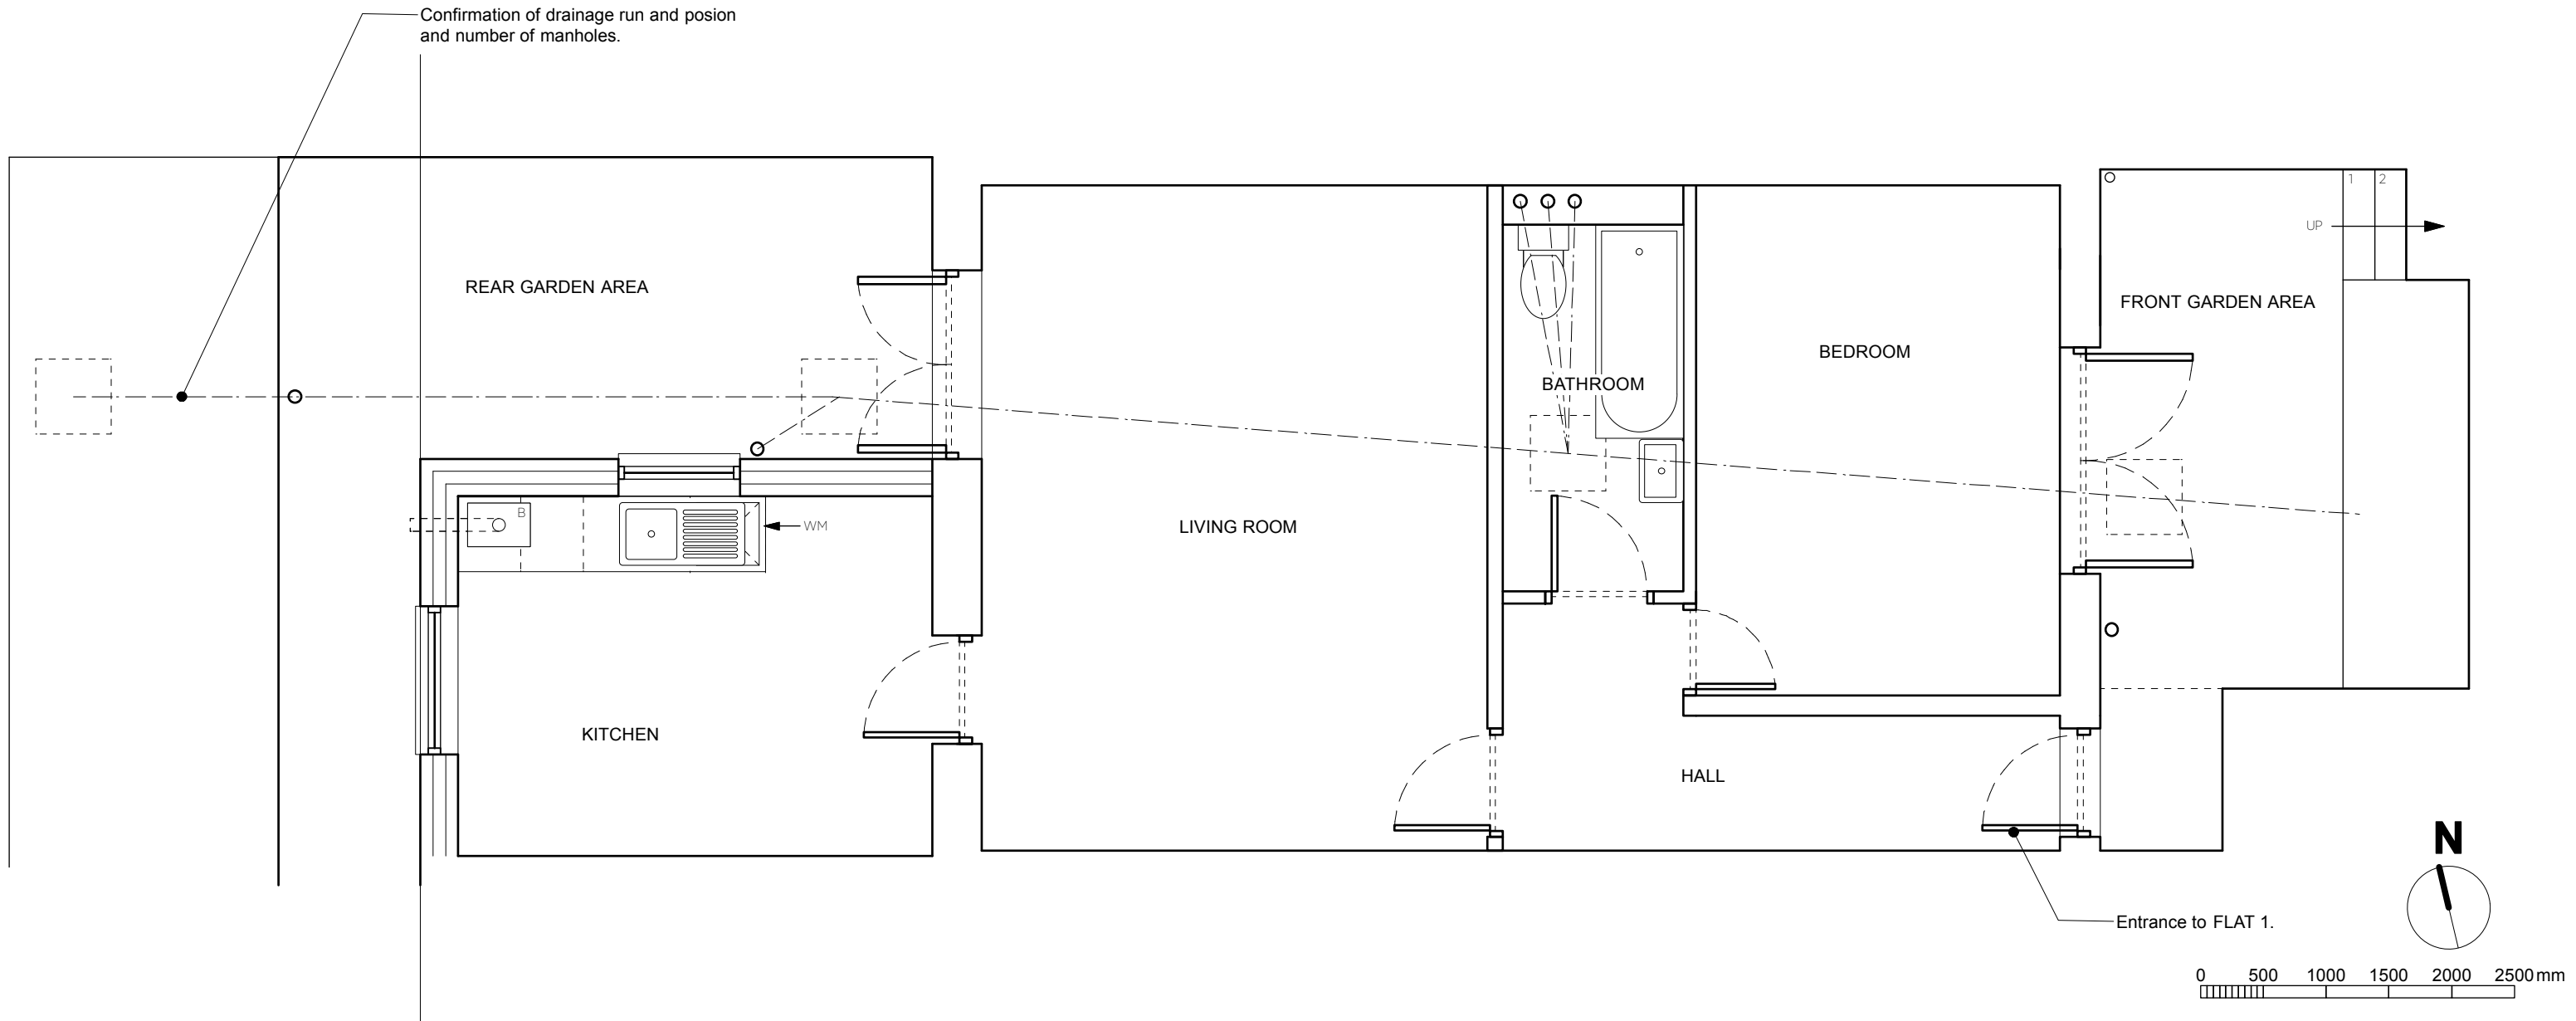 Confirmation of drainage run and posion
and number of manholes.
1 2
UP
REAR GARDEN AREA
FRONT GARDEN AREA
BEDROOM
BATHROOM
B
WM
LIVING ROOM
KITCHEN
HALL
N
Entrance to FLAT 1.
0 500 1000 1500 2000 2500 mm